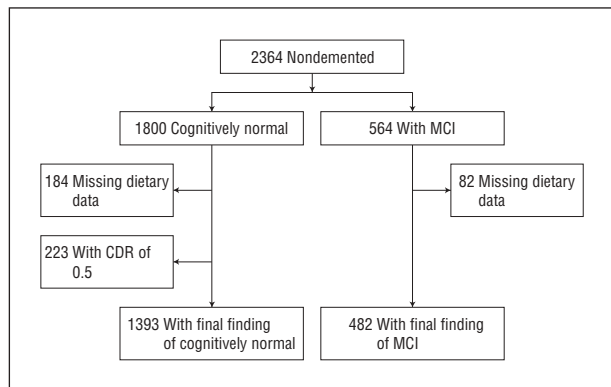 2364 Nondemented
1800 Cognitively normal
564 With MCI
184 Missing dietary
data
82 Missing dietary
data
223 With CDR of
0.5
1393 With final finding
of cognitively normal
482 With final finding
of MCI